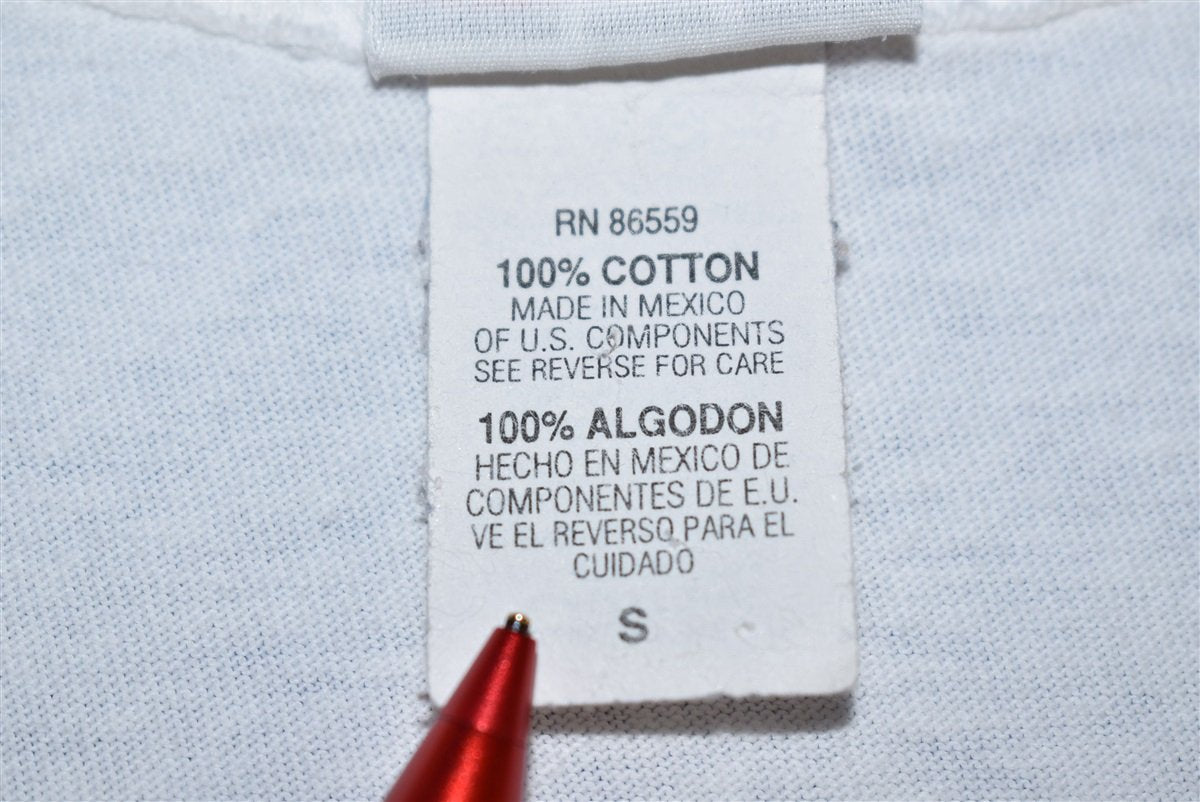 RN 86559
100% COTTON
MADE IN MEXICO
OF U.S. COMPONENTS
SEE REVERSE FOR CARE
100% ALGODON
HECHO EN MEXICO DE
COMPONENTES DE E.U.
VE EL REVERSO PARA EL
CUIDADO
S